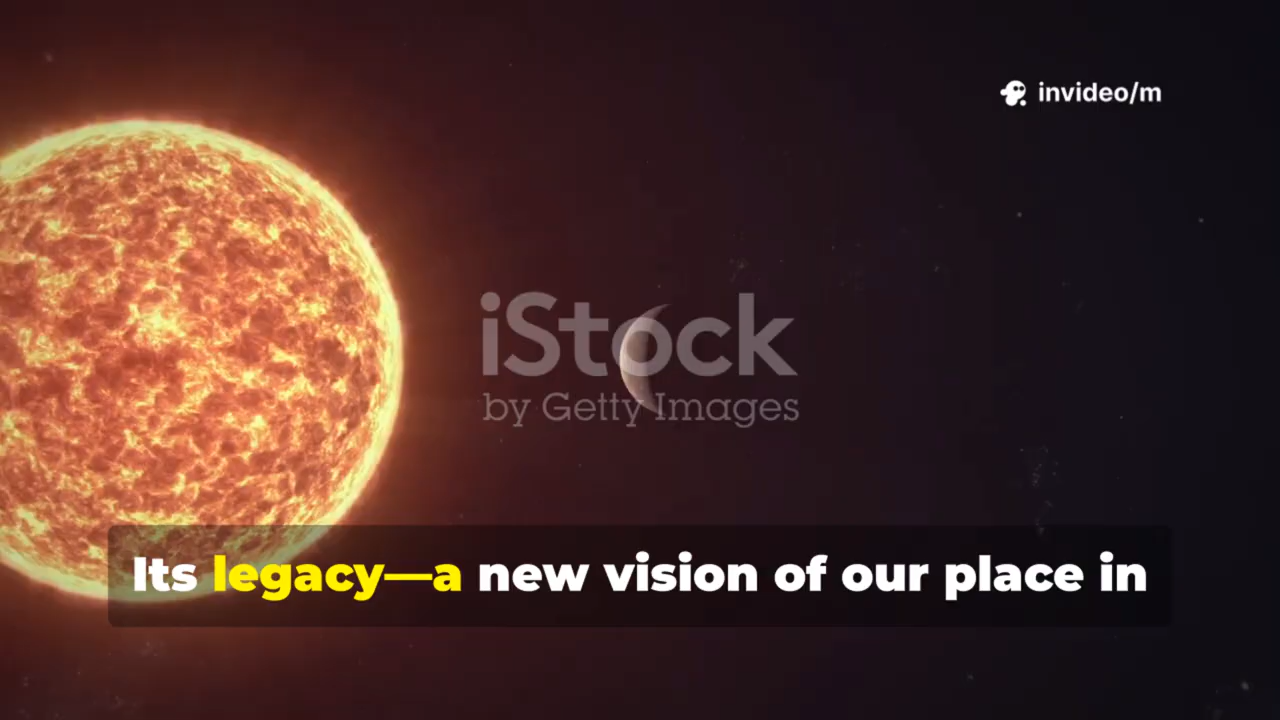 invideo/m
iStock
by Getty Images
Its legacy—a new vision of our place in